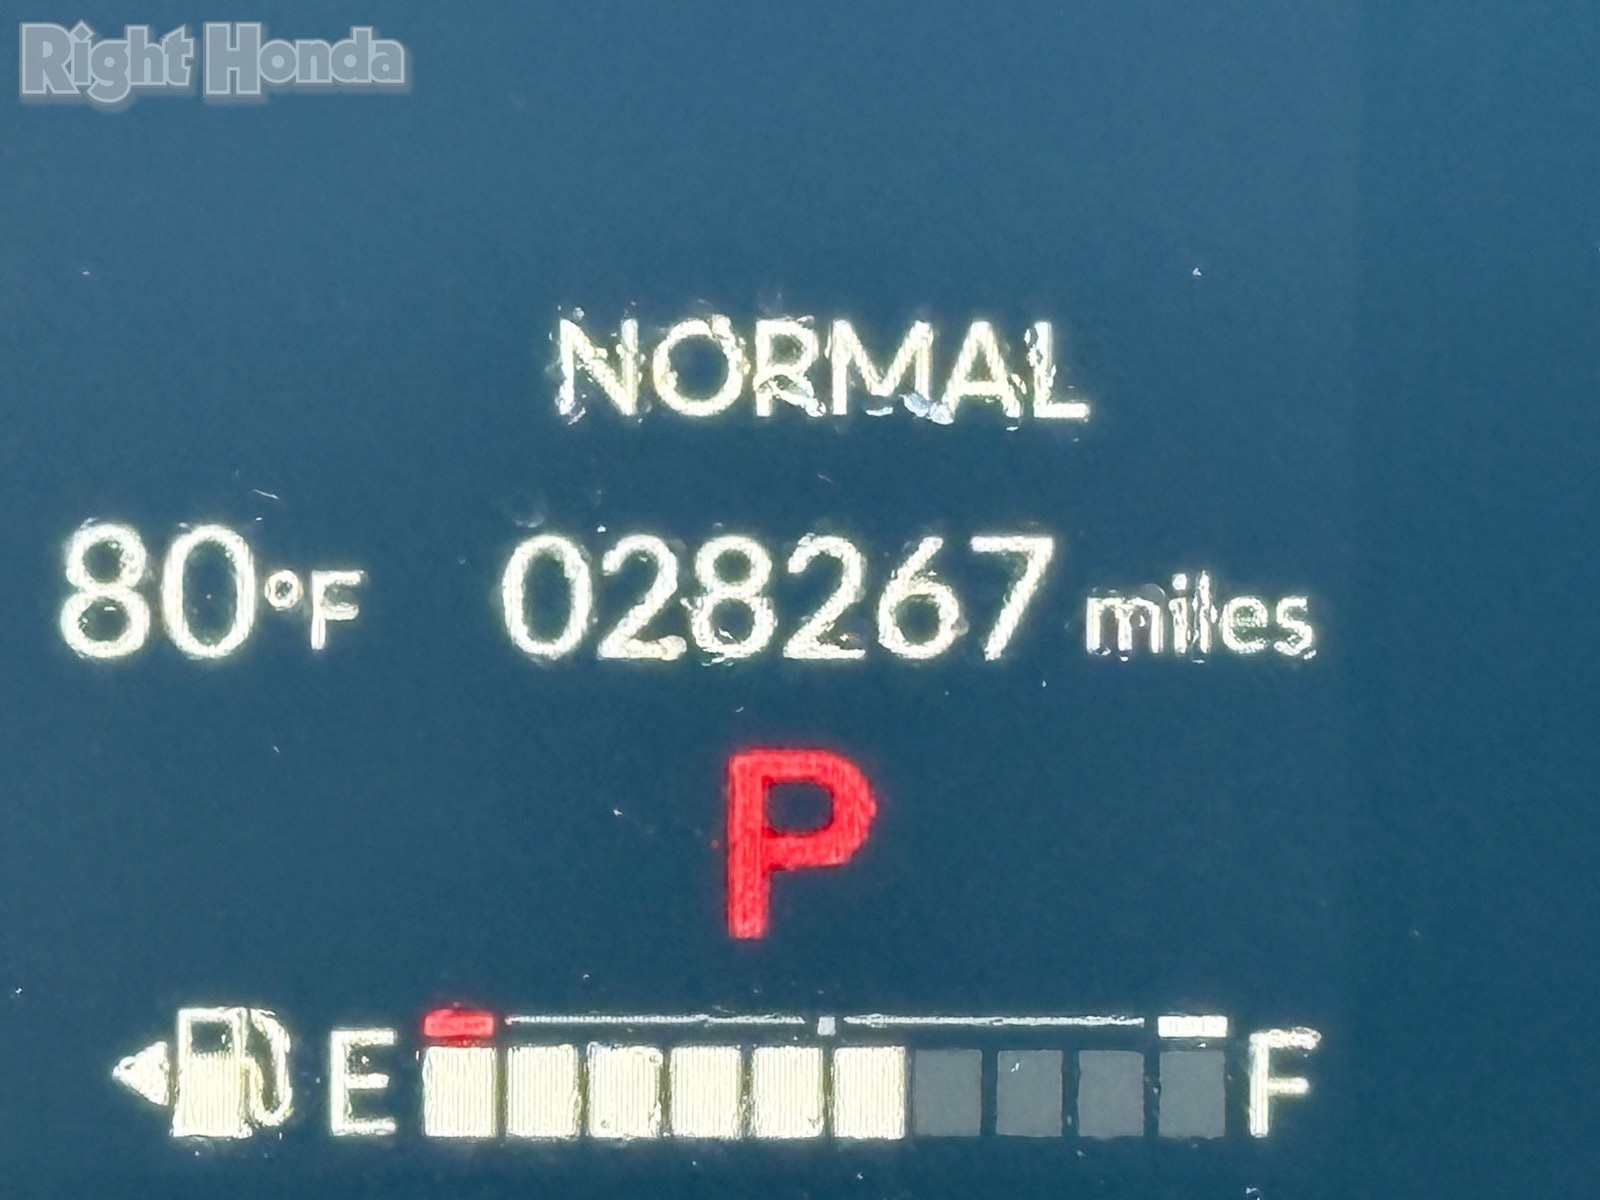 Right Honda
NORMAL
80°F 028267 miles
P
E F